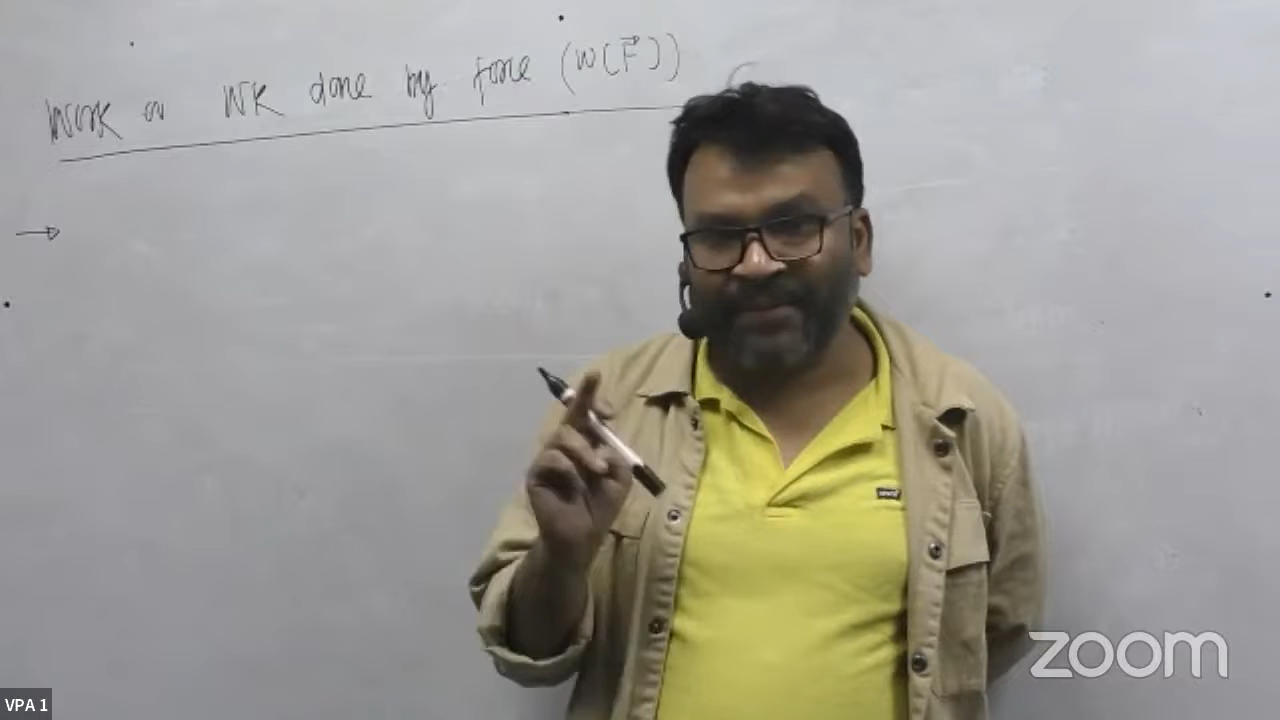 Work or WK done by force (W(F⃗))
→
zoom
VPA 1